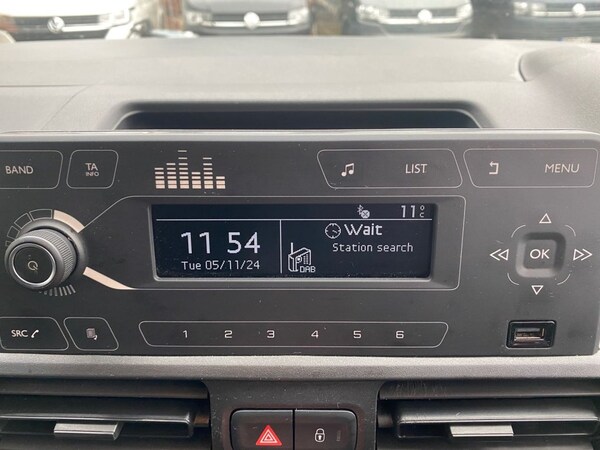 BAND
TA
INFO
LIST
MENU
11°C
11 54
Wait
Station search
Tue 05/11/24
DAB
OK
SRC
1 2 3 4 5 6